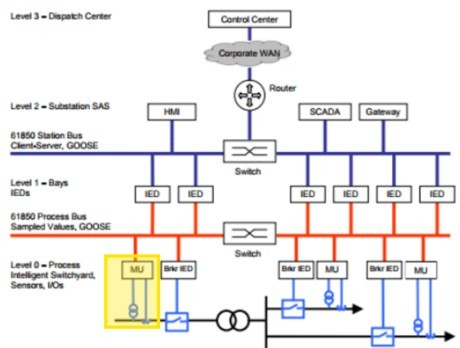 Level 3 – Dispatch Center
Control Center
Corporate WAN
Router
Level 2 – Substation SAS
HMI
SCADA
Gateway
61850 Station Bus
Client-Server, GOOSE
Switch
Level 1 – Bays
IEDs
IED
IED
IED
IED
IED
IED
61850 Process Bus
Sampled Values, GOOSE
Switch
Level 0 – Process
Intelligent Switchyard,
Sensors, I/Os
MU
Brkr IED
Brkr IED
MU
Brkr IED
MU